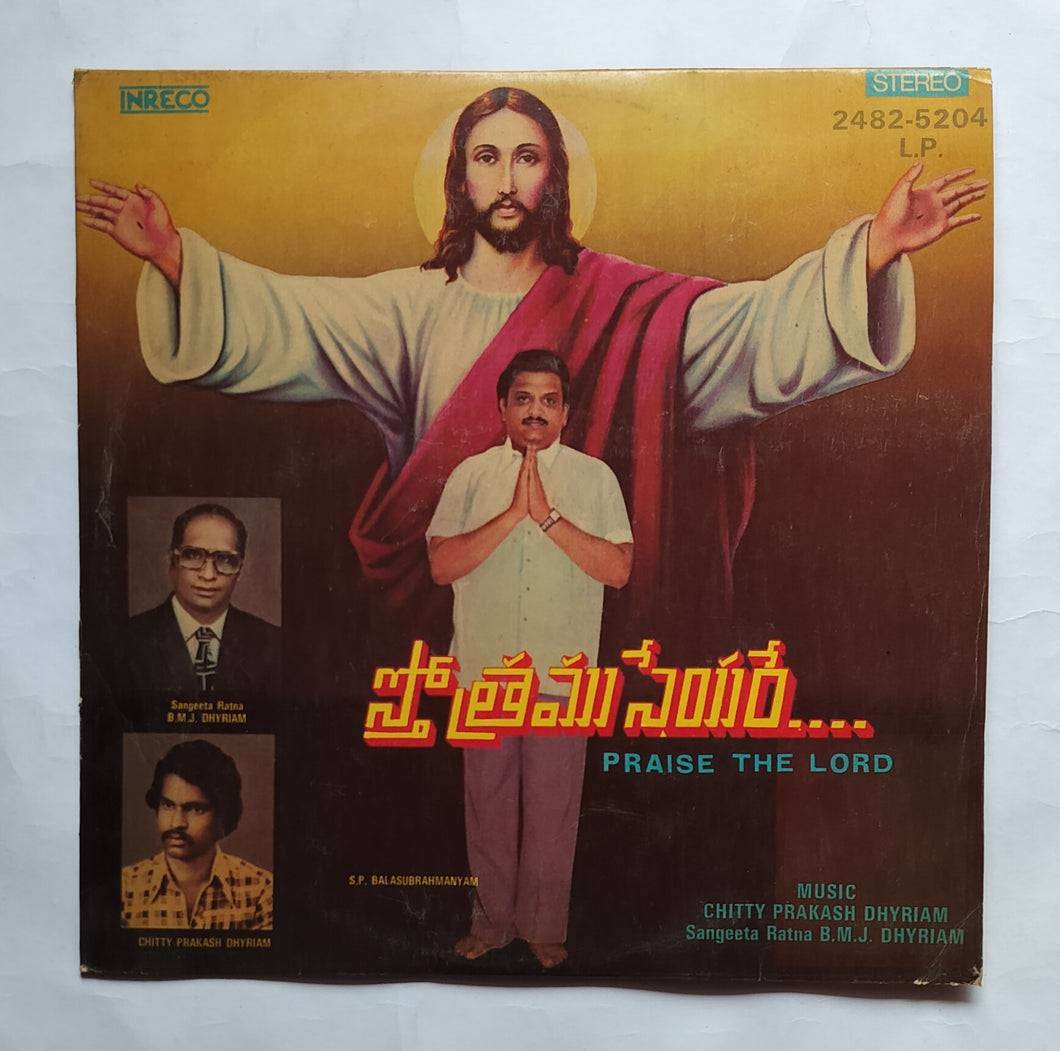 INRECO
STEREO
2482-5204
L.P.
Sangeeta Ratna
B.M.J. DHYRIAM
స్తోత్రము సేయరే....
PRAISE THE LORD
S.P. BALASUBRAHMANYAM
CHITTY PRAKASH DHYRIAM
MUSIC
CHITTY PRAKASH DHYRIAM
Sangeeta Ratna B.M.J. DHYRIAM